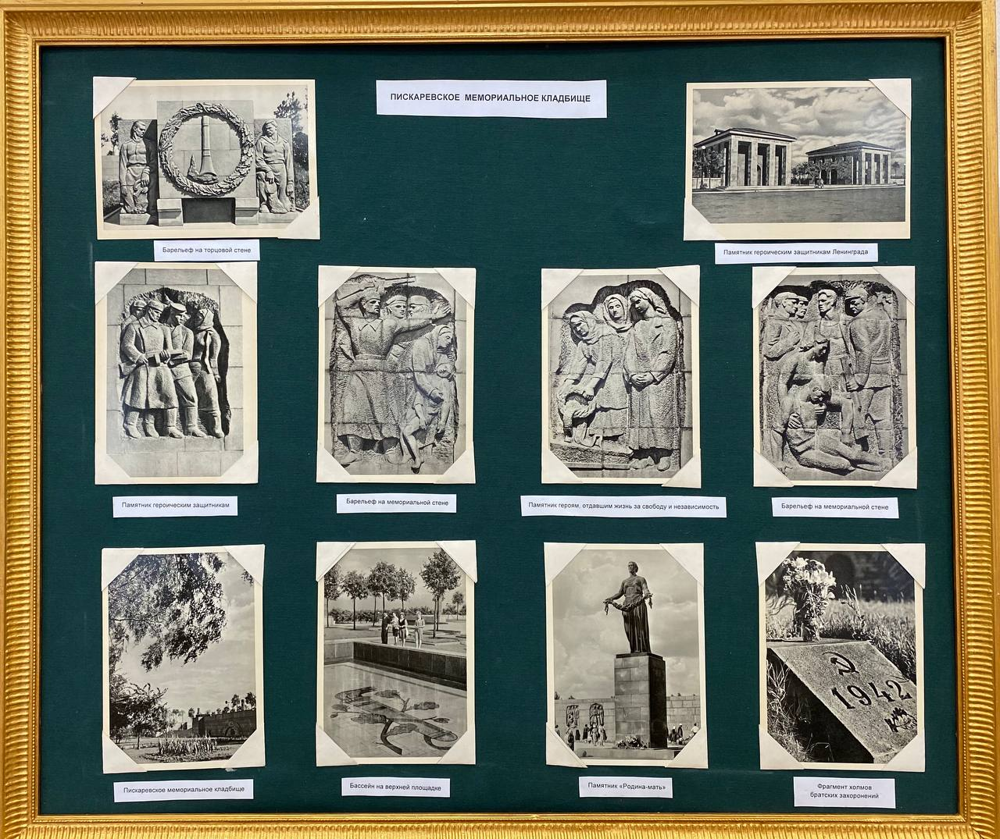 ПИСКАРЕВСКОЕ МЕМОРИАЛЬНОЕ КЛАДБИЩЕ
Барельеф на торцовой стене
Памятник героическим защитникам Ленинграда
Памятник героическим защитникам
Барельеф на мемориальной стене
Памятник героям, отдавшим жизнь за свободу и независимость
Барельеф на мемориальной стене
1942
Пискаревское мемориальное кладбище
Бассейн на верхней площадке
Памятник «Родина-мать»
Фрагмент холмов
братских захоронений